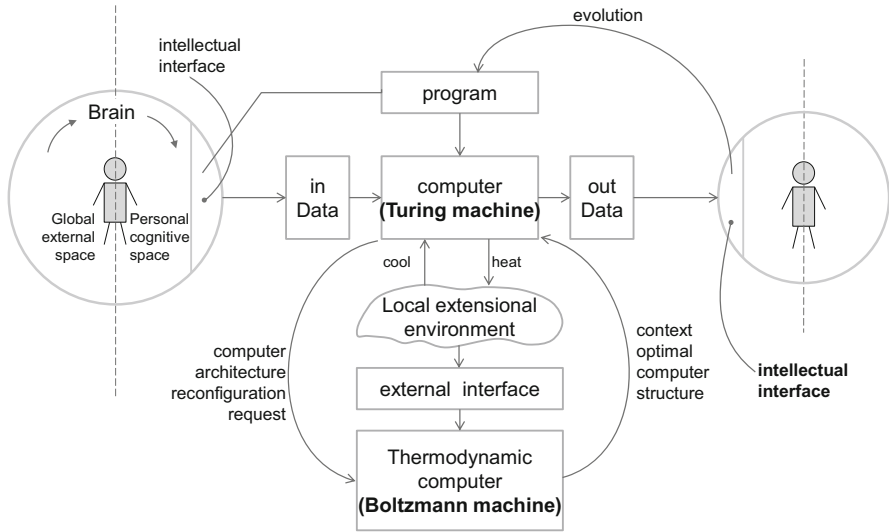 evolution
intellectual
interface
program
Brain
in
Data
computer
(Turing machine)
out
Data
Global
external
space
Personal
cognitive
space
cool
heat
Local extensional
environment
computer
architecture
reconfiguration
request
context
optimal
computer
structure
intellectual
interface
external interface
Thermodynamic
computer
(Boltzmann machine)